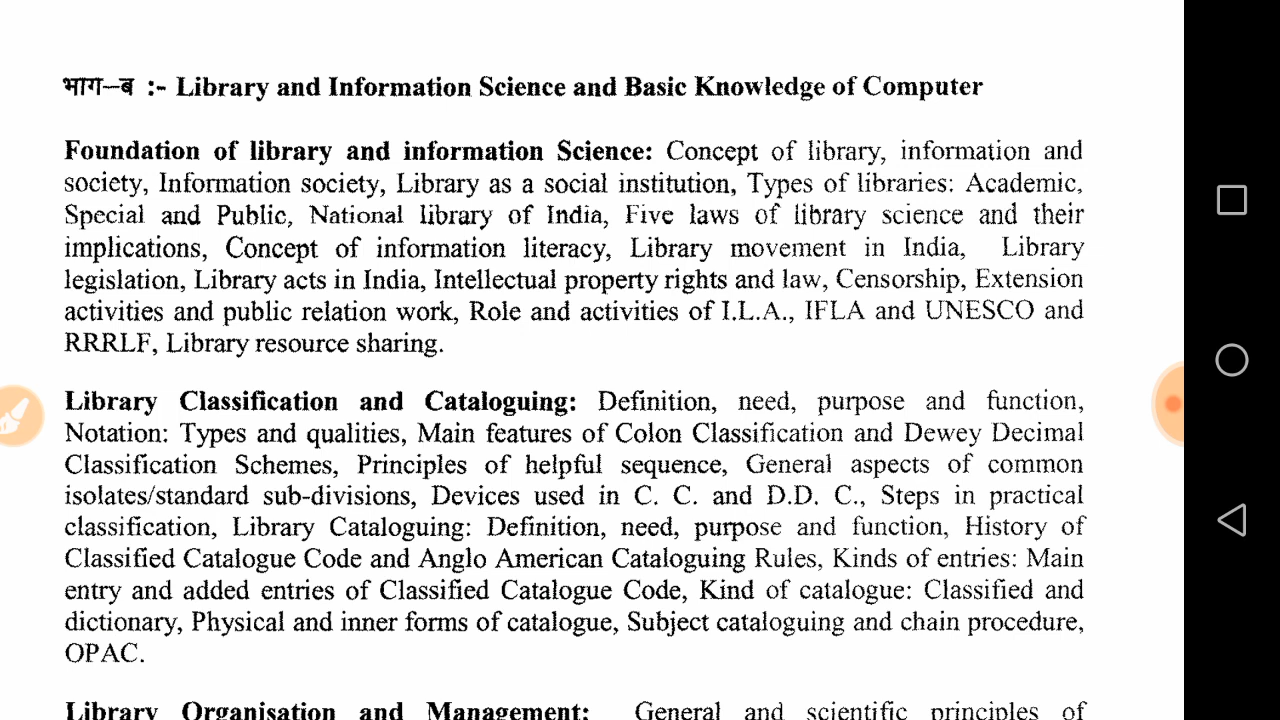 भाग–ब :- Library and Information Science and Basic Knowledge of Computer
Foundation of library and information Science: Concept of library, information and
society, Information society, Library as a social institution, Types of libraries: Academic,
Special and Public, National library of India, Five laws of library science and their
implications, Concept of information literacy, Library movement in India, Library
legislation, Library acts in India, Intellectual property rights and law, Censorship, Extension
activities and public relation work, Role and activities of I.L.A., IFLA and UNESCO and
RRRLF, Library resource sharing.
Library Classification and Cataloguing: Definition, need, purpose and function,
Notation: Types and qualities, Main features of Colon Classification and Dewey Decimal
Classification Schemes, Principles of helpful sequence, General aspects of common
isolates/standard sub-divisions, Devices used in C. C. and D.D. C., Steps in practical
classification, Library Cataloguing: Definition, need, purpose and function, History of
Classified Catalogue Code and Anglo American Cataloguing Rules, Kinds of entries: Main
entry and added entries of Classified Catalogue Code, Kind of catalogue: Classified and
dictionary, Physical and inner forms of catalogue, Subject cataloguing and chain procedure,
OPAC.
Library Organisation and Management: General and scientific principles of